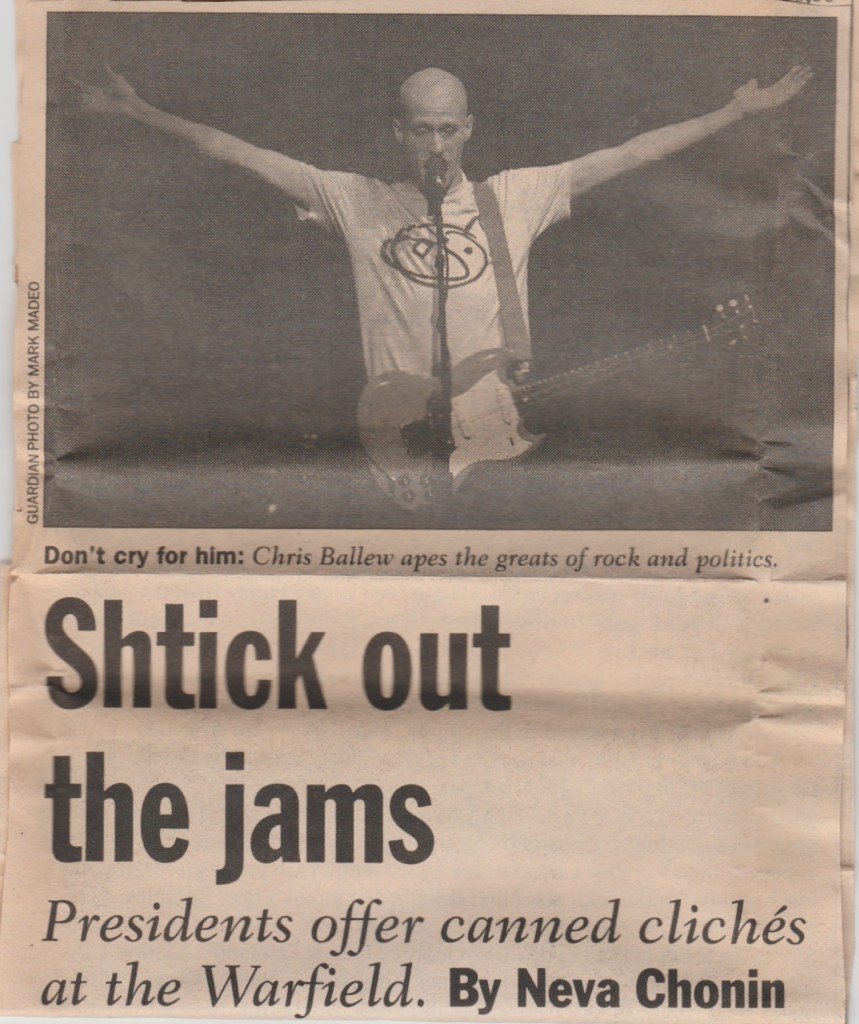 GUARDIAN PHOTO BY MARK MADEO
Don't cry for him: Chris Ballew apes the greats of rock and politics.
Shtick out
the jams
Presidents offer canned clichés
at the Warfield. By Neva Chonin